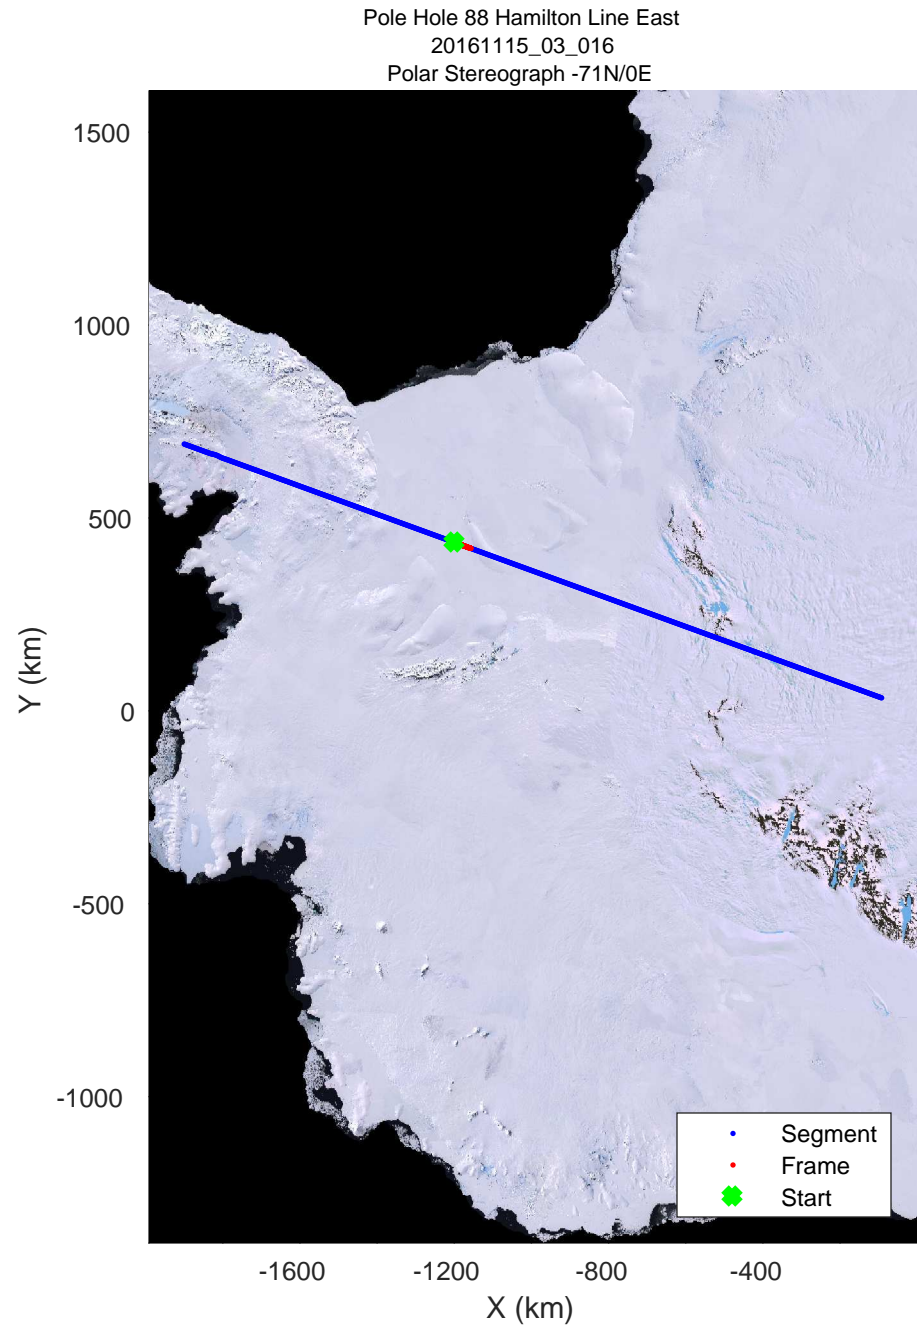 Pole Hole 88 Hamilton Line East
20161115_03_016
Polar Stereograph -71N/0E
1500
1000
500
0
-500
-1000
Y (km)
-1600
-1200
-800
-400
X (km)
Segment
Frame
Start